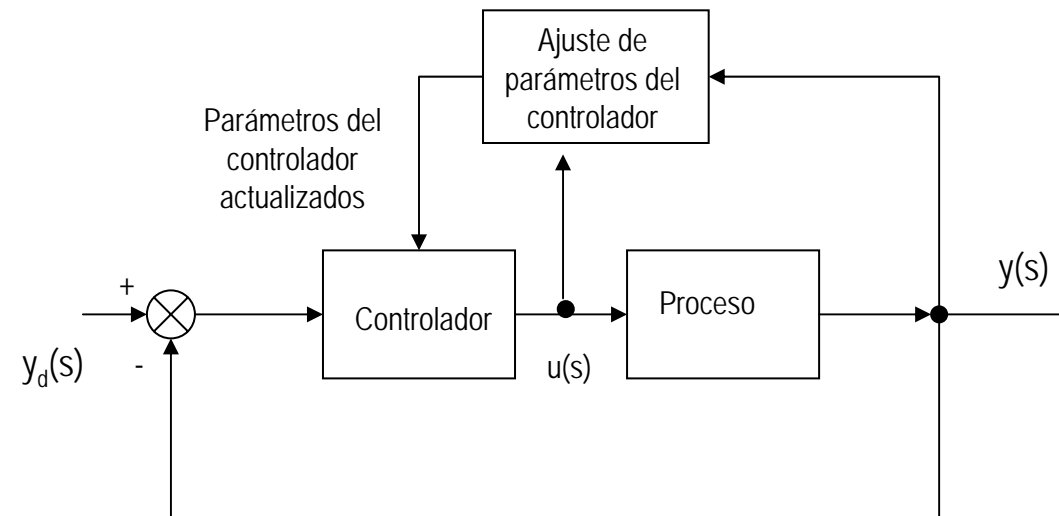 Ajuste de
parámetros del
controlador
Parámetros del
controlador
actualizados
+
-
y_d(s)
Controlador
u(s)
Proceso
y(s)